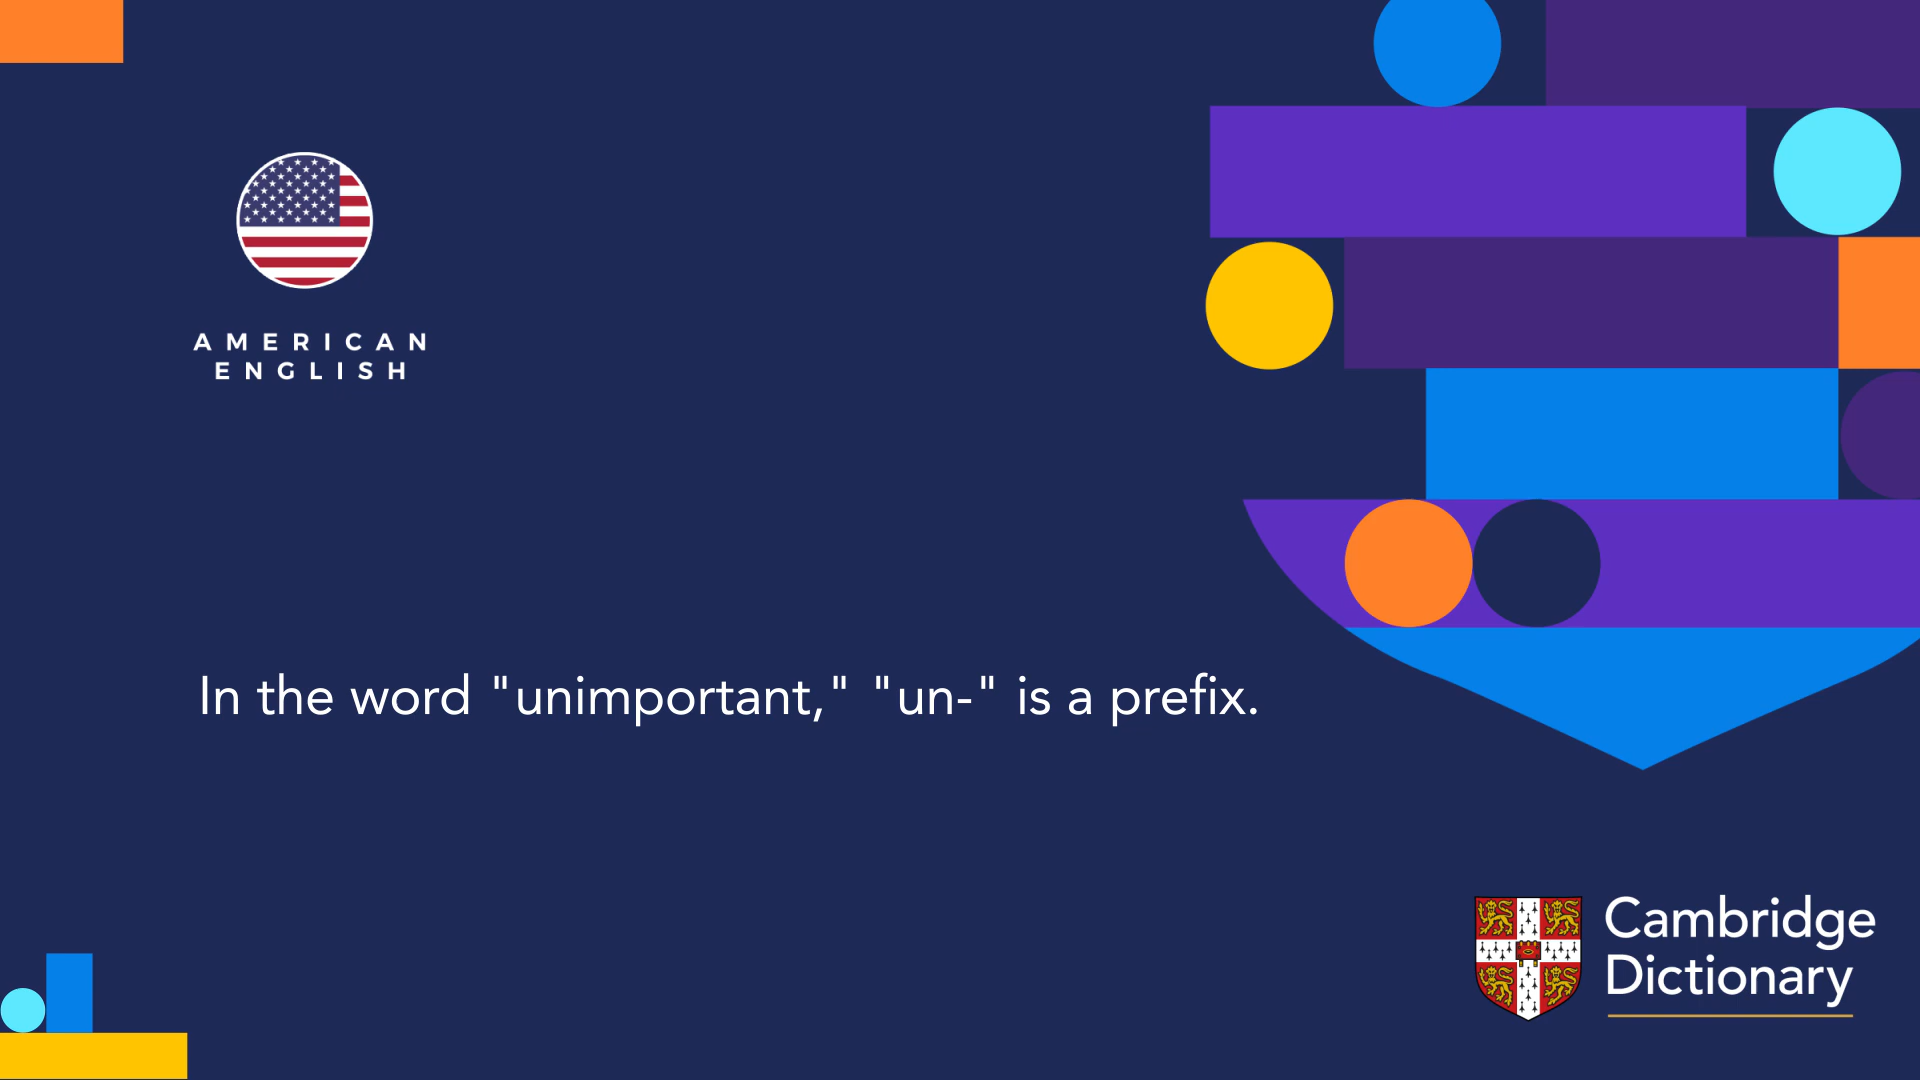 AMERICAN
ENGLISH
In the word "unimportant," "un-" is a prefix.
Cambridge
Dictionary